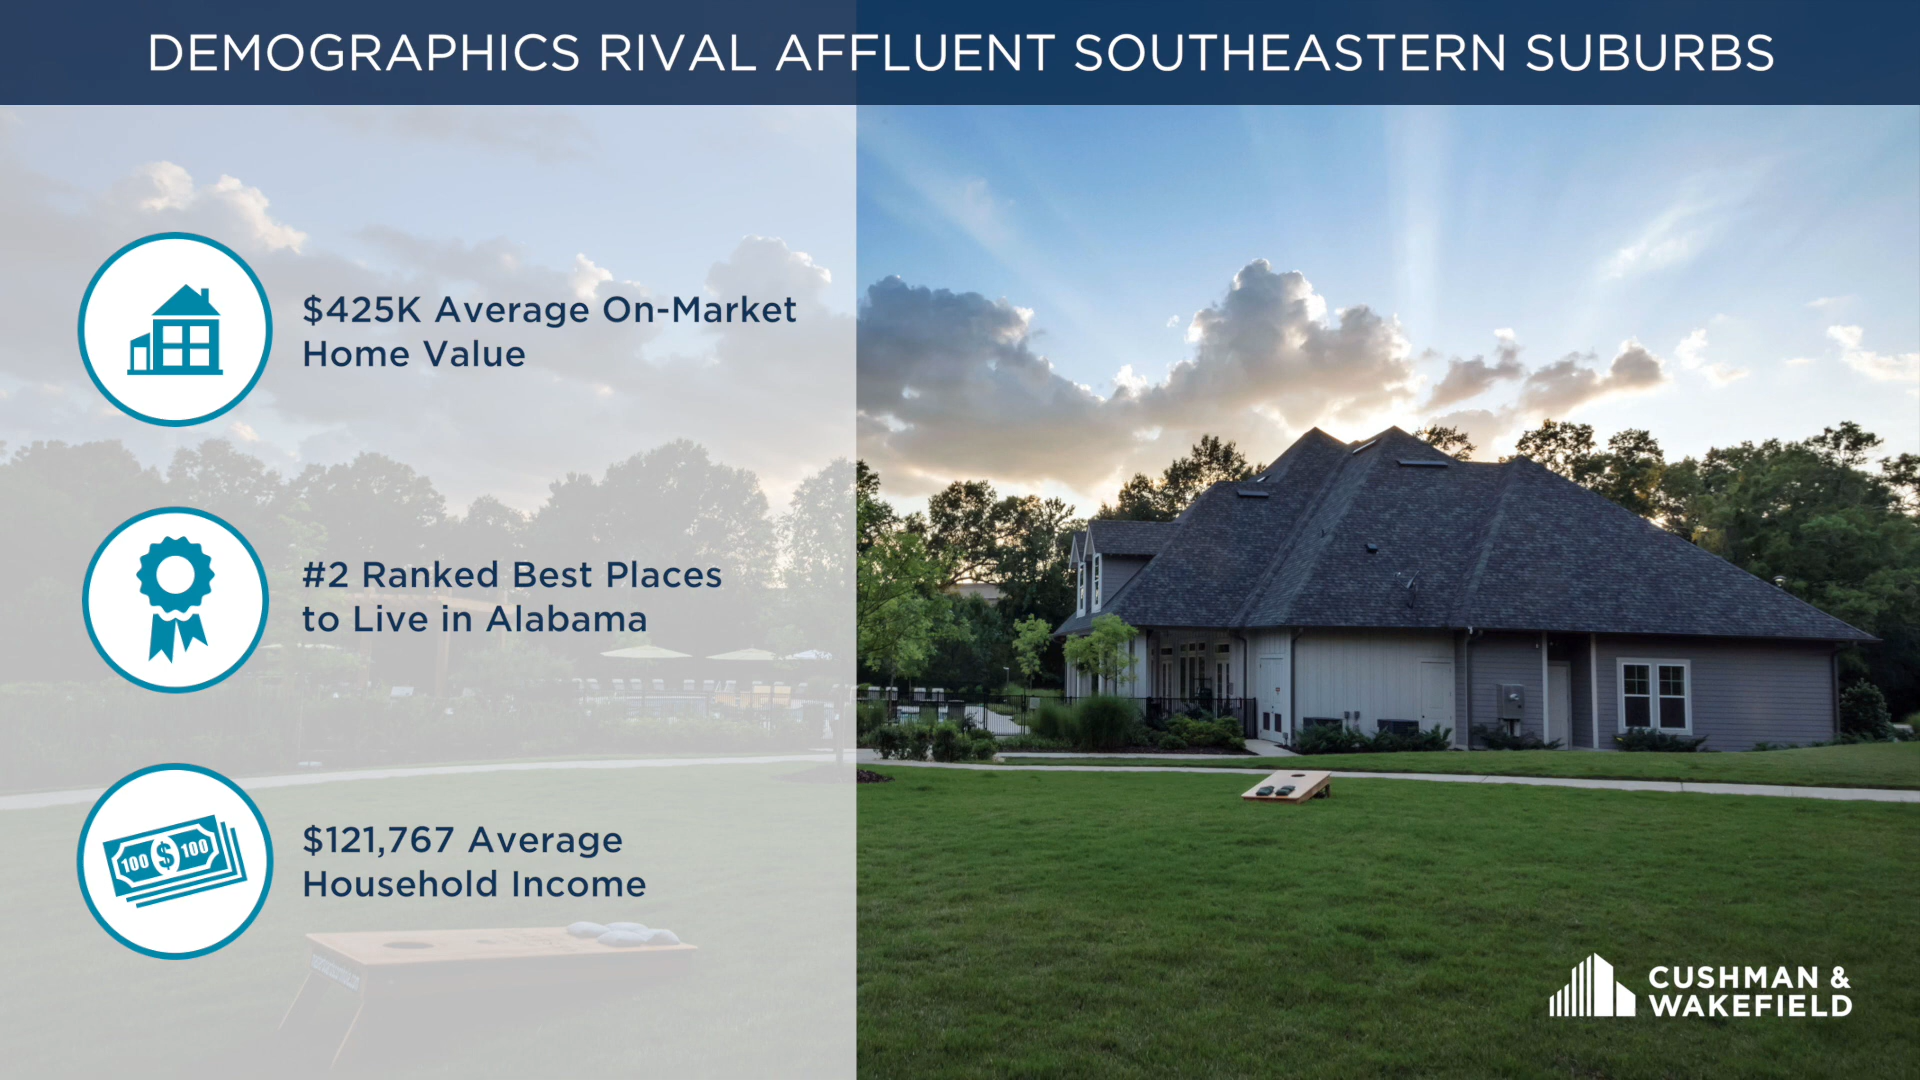 DEMOGRAPHICS RIVAL AFFLUENT SOUTHEASTERN SUBURBS
$425K Average On-Market
Home Value
#2 Ranked Best Places
to Live in Alabama
100 $ 100
$121,767 Average
Household Income
CUSHMAN &
WAKEFIELD